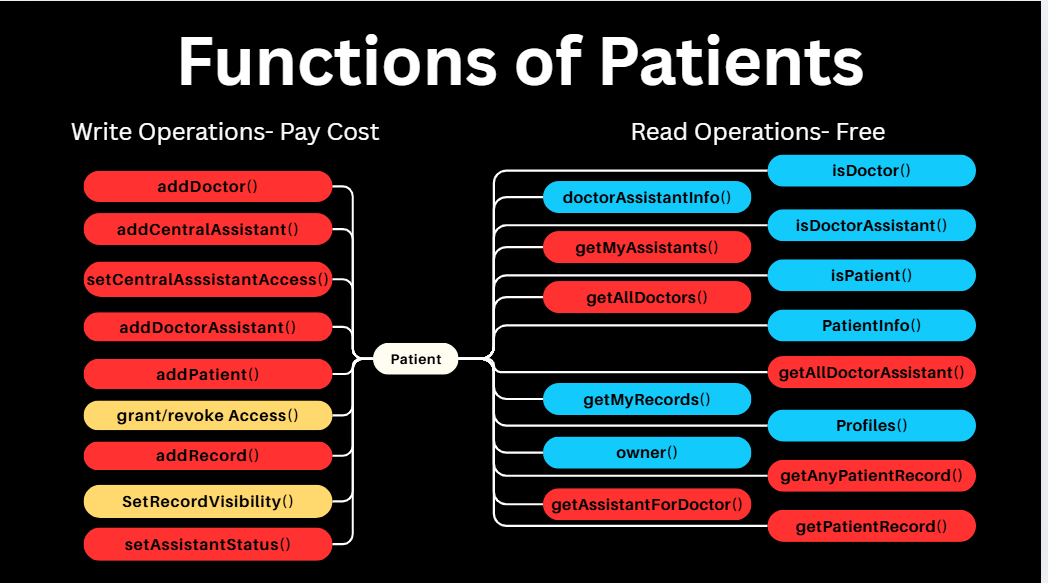 Functions of Patients
Write Operations- Pay Cost
addDoctor()
addCentralAssistant()
setCentralAsssistantAccess()
addDoctorAssistant()
addPatient()
grant/revoke Access()
addRecord()
SetRecordVisibility()
setAssistantStatus()
Patient
Read Operations- Free
isDoctor()
doctorAssistantInfo()
isDoctorAssistant()
getMyAssistants()
isPatient()
getAllDoctors()
PatientInfo()
getAllDoctorAssistant()
getMyRecords()
Profiles()
owner()
getAnyPatientRecord()
getAssistantForDoctor()
getPatientRecord()